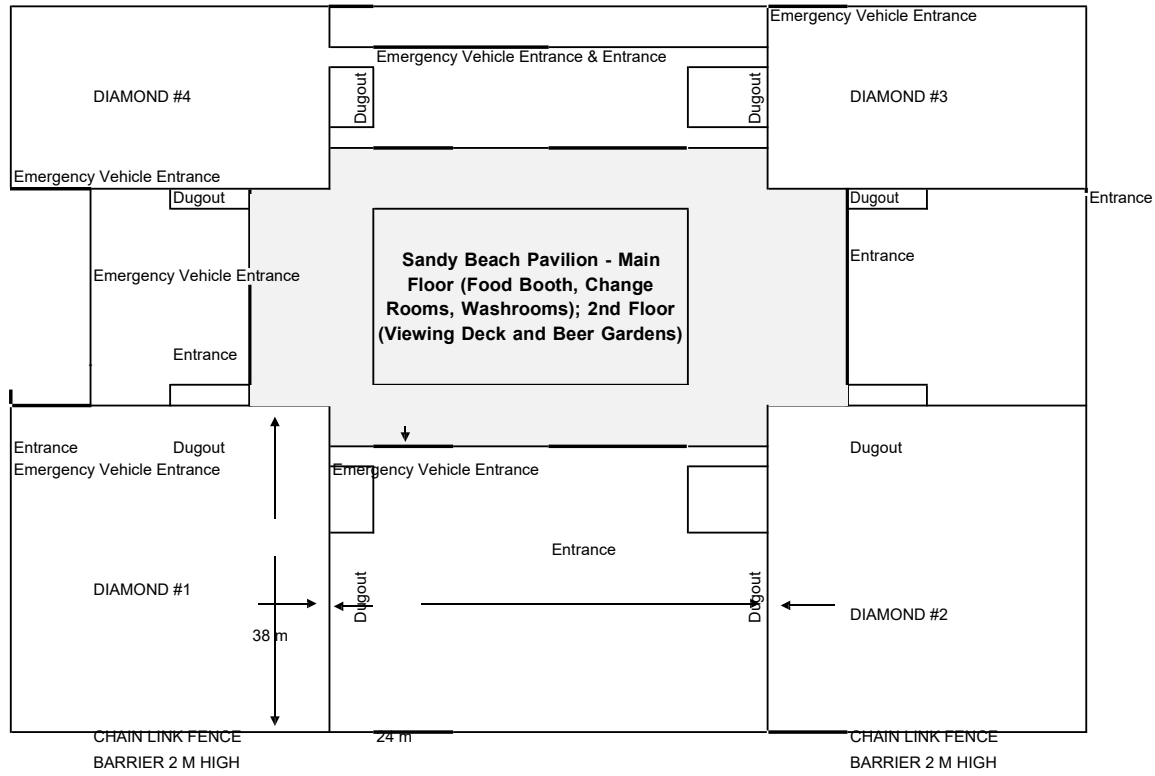 Emergency Vehicle Entrance
Emergency Vehicle Entrance & Entrance
DIAMOND #4
Dugout
Dugout
DIAMOND #3
Emergency Vehicle Entrance
Dugout
Dugout
Entrance
Sandy Beach Pavilion - Main
Floor (Food Booth, Change
Rooms, Washrooms); 2nd Floor
(Viewing Deck and Beer Gardens)
Entrance
Emergency Vehicle Entrance
Entrance
Entrance
Dugout
Dugout
Emergency Vehicle Entrance
Emergency Vehicle Entrance
Entrance
DIAMOND #1
Dugout
Dugout
DIAMOND #2
38 m
CHAIN LINK FENCE
BARRIER 2 M HIGH
24 m
CHAIN LINK FENCE
BARRIER 2 M HIGH